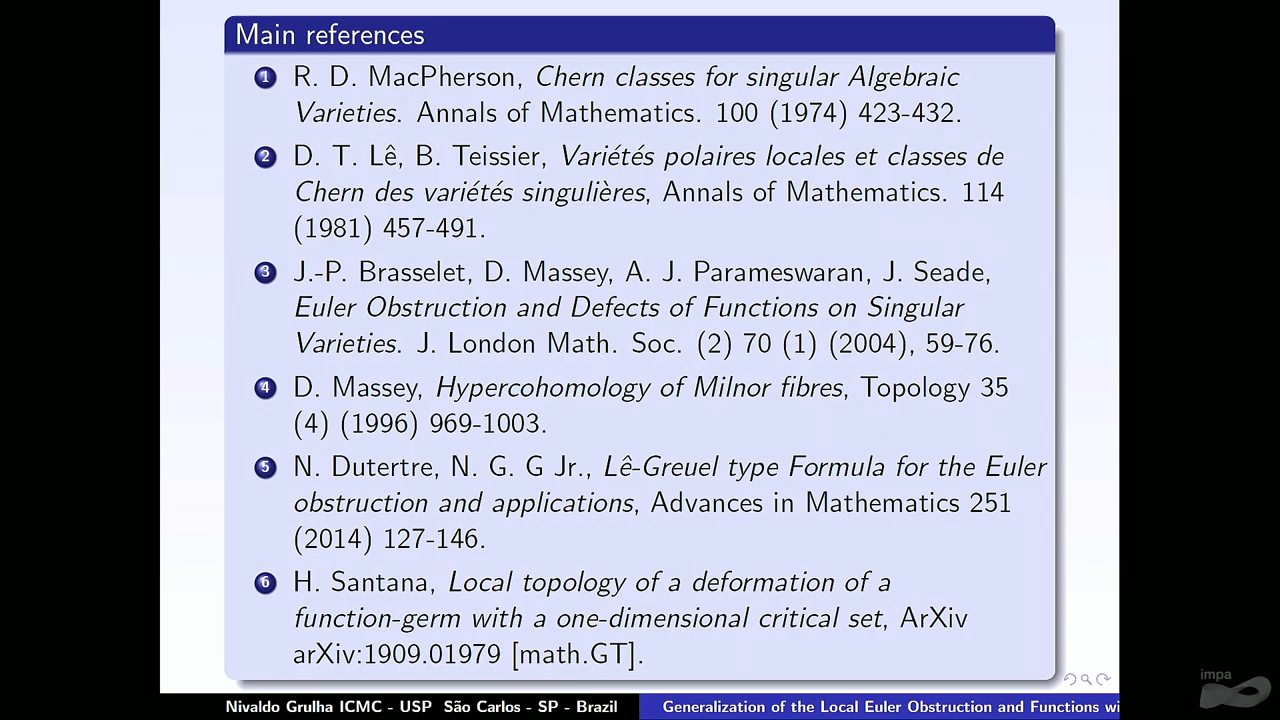 Main references
1 R. D. MacPherson, Chern classes for singular Algebraic
Varieties. Annals of Mathematics. 100 (1974) 423-432.
2 D. T. Lê, B. Teissier, Variétés polaires locales et classes de
Chern des variétés singulières, Annals of Mathematics. 114
(1981) 457-491.
3 J.-P. Brasselet, D. Massey, A. J. Parameswaran, J. Seade,
Euler Obstruction and Defects of Functions on Singular
Varieties. J. London Math. Soc. (2) 70 (1) (2004), 59-76.
4 D. Massey, Hypercohomology of Milnor fibres, Topology 35
(4) (1996) 969-1003.
5 N. Dutertre, N. G. G Jr., Lê-Greuel type Formula for the Euler
obstruction and applications, Advances in Mathematics 251
(2014) 127-146.
6 H. Santana, Local topology of a deformation of a
function-germ with a one-dimensional critical set, ArXiv
arXiv:1909.01979 [math.GT].
impa
Nivaldo Grulha ICMC - USP São Carlos - SP - Brazil
Generalization of the Local Euler Obstruction and Functions wi